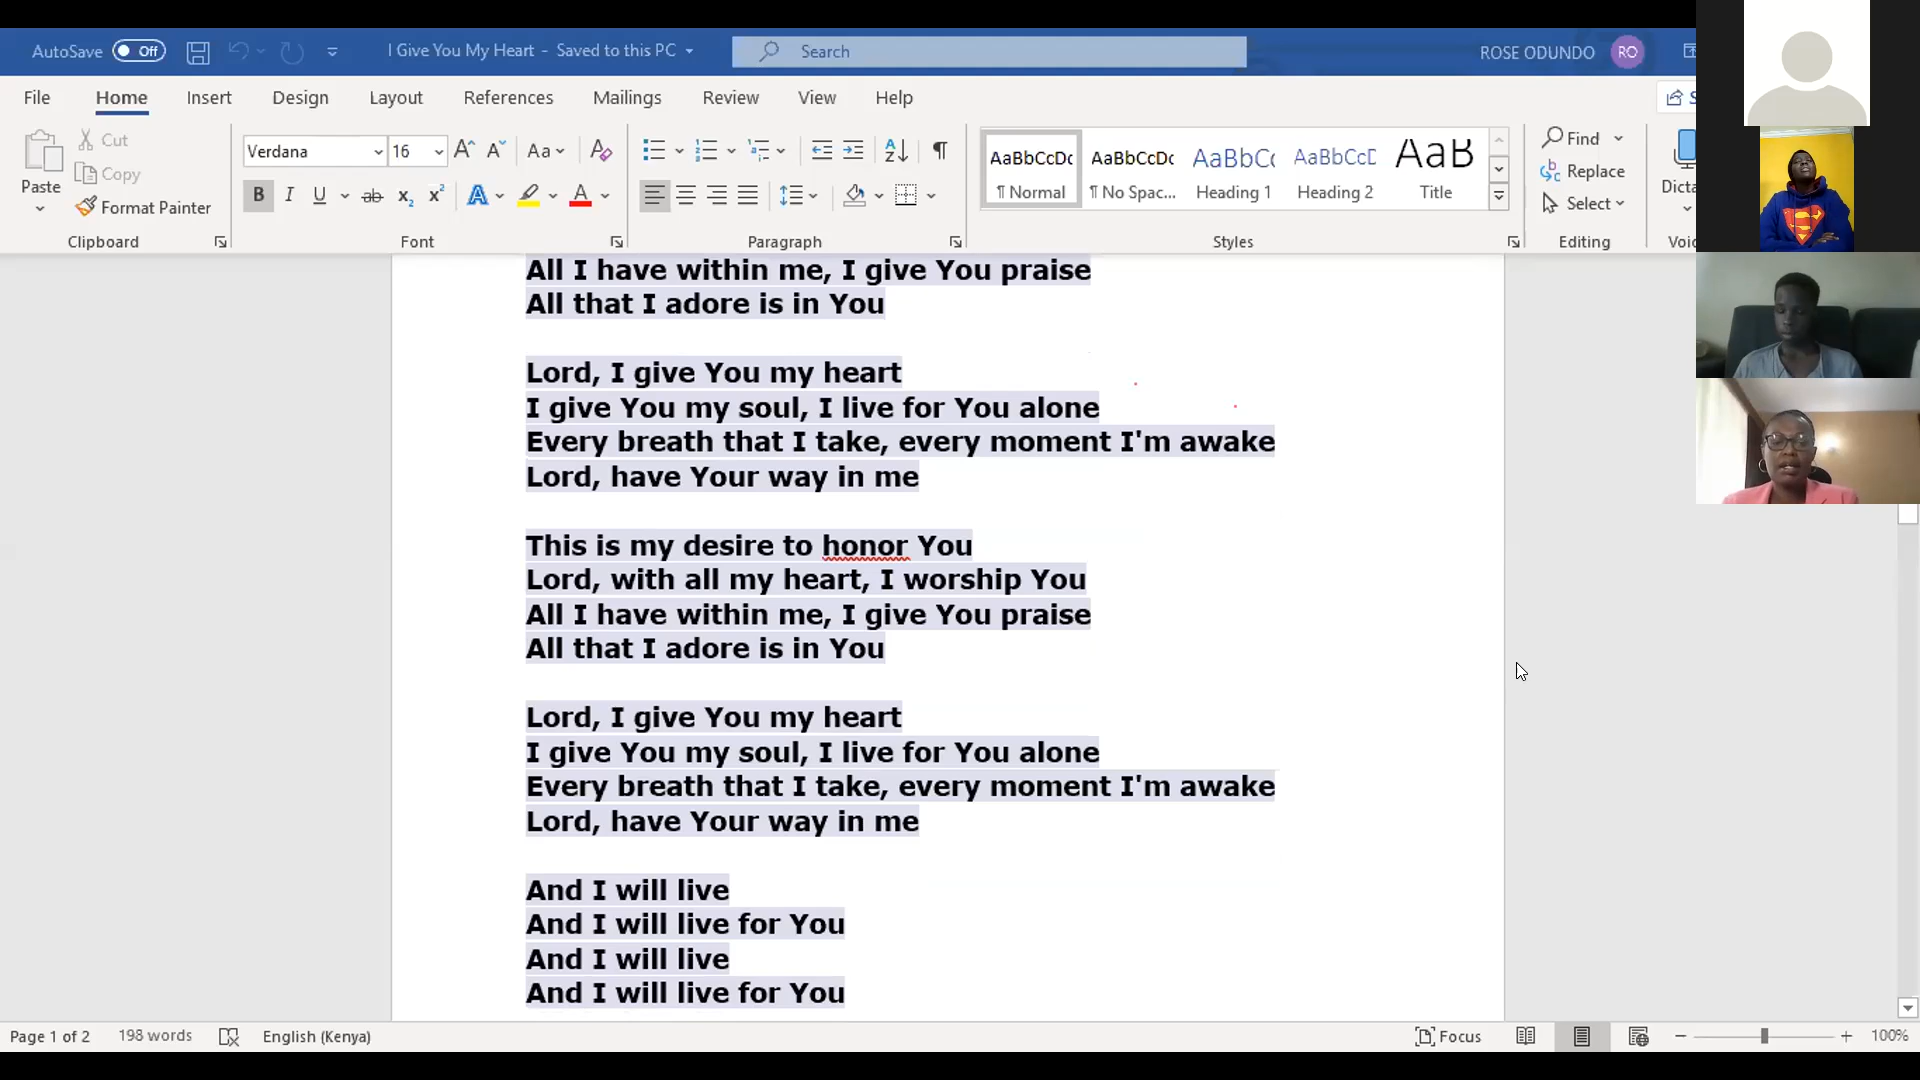 AutoSave Off I Give You My Heart - Saved to this PC Search ROSE ODUNDO RO
File Home Insert Design Layout References Mailings Review View Help S
Paste Cut Copy Format Painter
Verdana 16 Aa
B I U ab x₂ x² A A
AaBbCcDc AaBbCcDc AaBbCc AaBbCcD AaB
¶ Normal ¶ No Spac... Heading 1 Heading 2 Title
Find Replace Select Dicta
Clipboard Font Paragraph Styles Editing Voi
All I have within me, I give You praise
All that I adore is in You
Lord, I give You my heart
I give You my soul, I live for You alone
Every breath that I take, every moment I'm awake
Lord, have Your way in me
This is my desire to honor You
Lord, with all my heart, I worship You
All I have within me, I give You praise
All that I adore is in You
Lord, I give You my heart
I give You my soul, I live for You alone
Every breath that I take, every moment I'm awake
Lord, have Your way in me
And I will live
And I will live for You
And I will live
And I will live for You
Page 1 of 2 198 words English (Kenya) Focus 100%